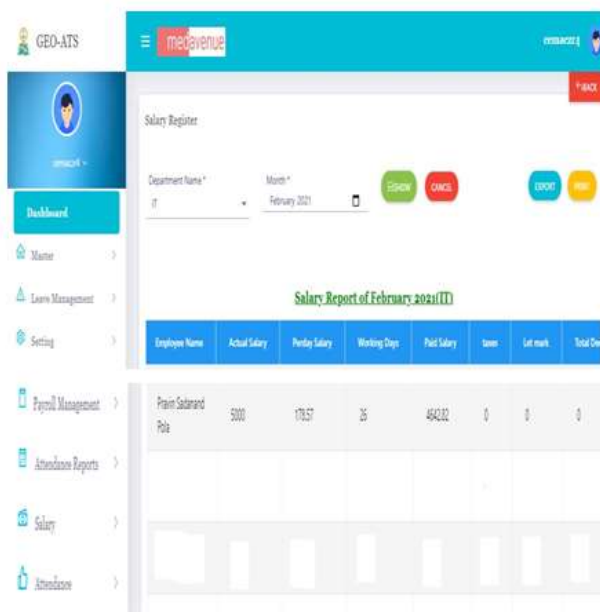 GEO-ATS
medavenue
cemaczr4
BACK
cemaczr4
Salary Register
Department Name *
Month *
IT
February 2021
SHOW
CANCEL
EXPORT
PRINT
Dashboard
Master
Leave Management
Setting
Payroll Management
Attendance Reports
Salary
Attendance
Salary Report of February 2021(IT)
Employee Name
Actual Salary
Perday Salary
Working Days
Paid Salary
taxes
Let mark
Total Dec
Pravin Sadanand
Pola
5000
178.57
26
4642.82
0
0
0